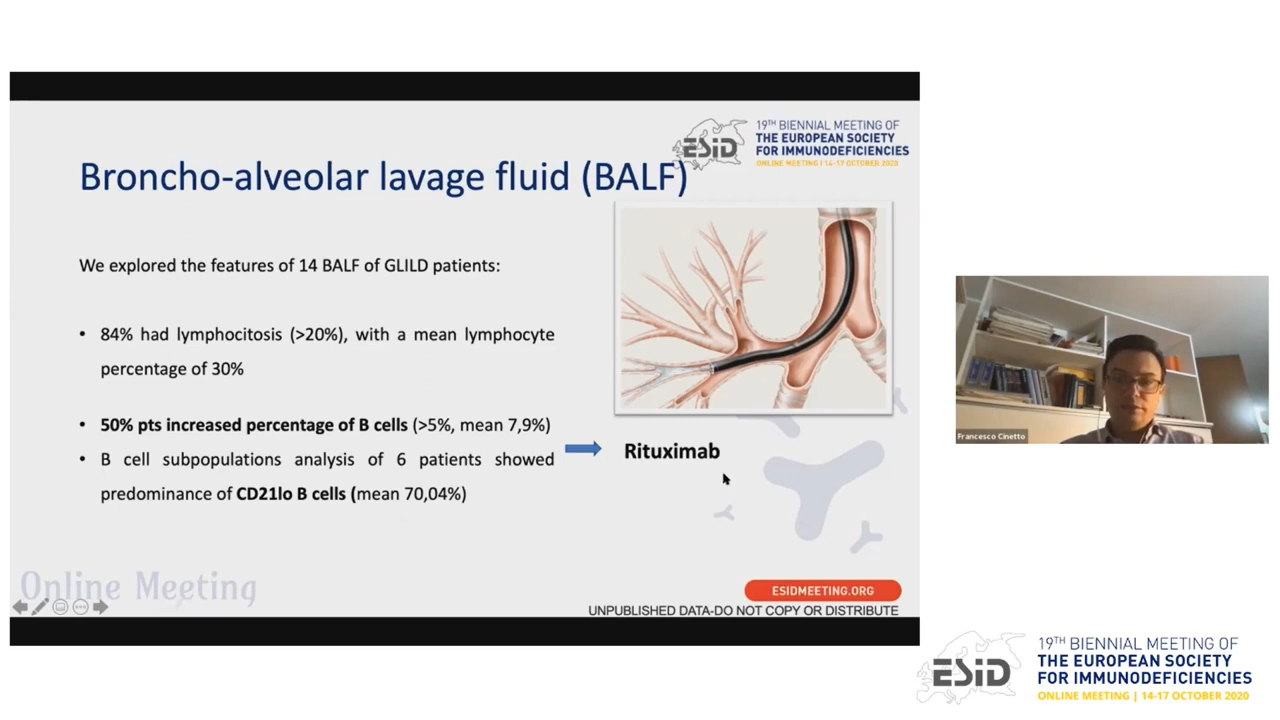 ESiD
19TH BIENNIAL MEETING OF
THE EUROPEAN SOCIETY
FOR IMMUNODEFICIENCIES
ONLINE MEETING | 14-17 OCTOBER 2020
Broncho-alveolar lavage fluid (BALF)
We explored the features of 14 BALF of GLILD patients:
• 84% had lymphocitosis (>20%), with a mean lymphocyte
percentage of 30%
• 50% pts increased percentage of B cells (>5%, mean 7,9%)
• B cell subpopulations analysis of 6 patients showed
predominance of CD21lo B cells (mean 70,04%)
Rituximab
Online Meeting
ESIDMEETING.ORG
UNPUBLISHED DATA-DO NOT COPY OR DISTRIBUTE
Francesco Cinetto
ESiD
19TH BIENNIAL MEETING OF
THE EUROPEAN SOCIETY
FOR IMMUNODEFICIENCIES
ONLINE MEETING | 14-17 OCTOBER 2020